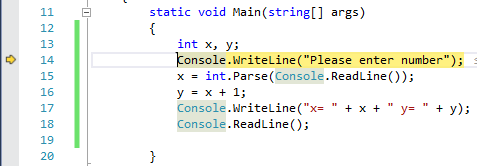 11 static void Main(string[] args)
12 {
13 int x, y;
14 Console.WriteLine("Please enter number");
15 x = int.Parse(Console.ReadLine());
16 y = x + 1;
17 Console.WriteLine("x= " + x + " y= " + y);
18 Console.ReadLine();
19
20 }